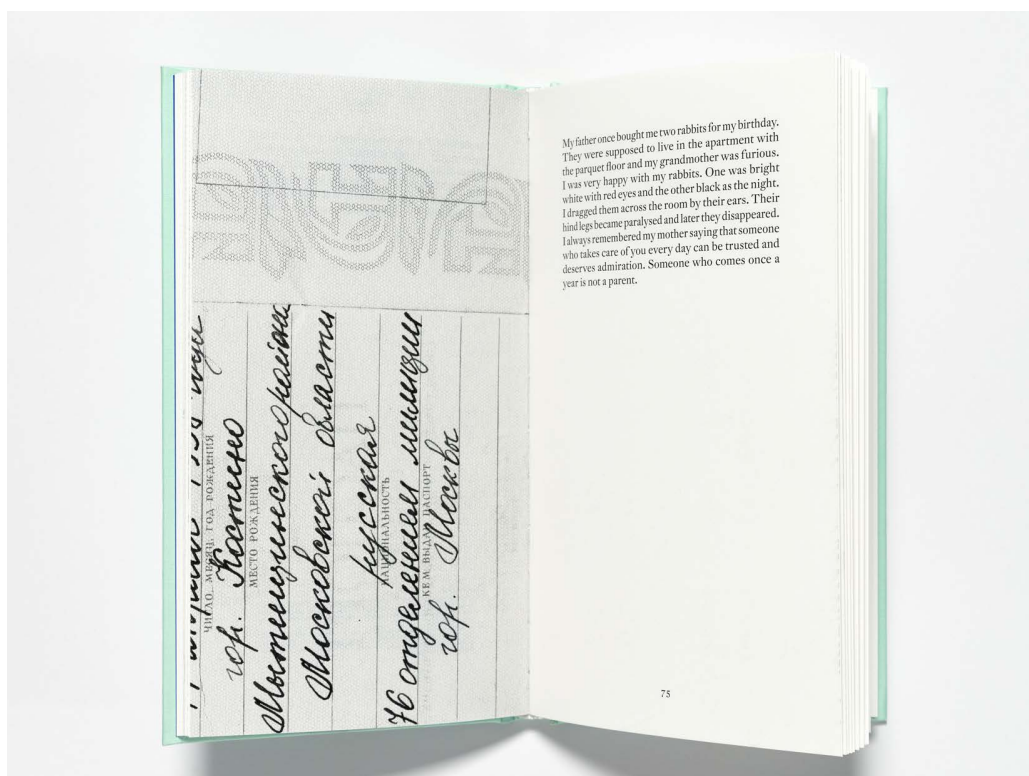 гор. Костино
ЧИСЛО, МЕСЯЦ, ГОД РОЖДЕНИЯ
Мытищинского района
МЕСТО РОЖДЕНИЯ
Московской области
русская
НАЦИОНАЛЬНОСТЬ
76 отделением милиции
КЕМ ВЫДАН ПАСПОРТ
гор. Москвы
My father once bought me two rabbits for my birthday.
They were supposed to live in the apartment with
the parquet floor and my grandmother was furious.
I was very happy with my rabbits. One was bright
white with red eyes and the other black as the night.
I dragged them across the room by their ears. Their
hind legs became paralysed and later they disappeared.
I always remembered my mother saying that someone
who takes care of you every day can be trusted and
deserves admiration. Someone who comes once a
year is not a parent.
75